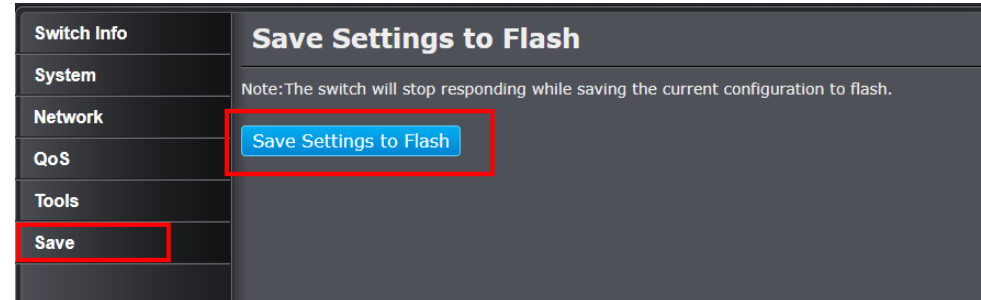 Switch Info
System
Network
QoS
Tools
Save
Save Settings to Flash
Note:The switch will stop responding while saving the current configuration to flash.
Save Settings to Flash